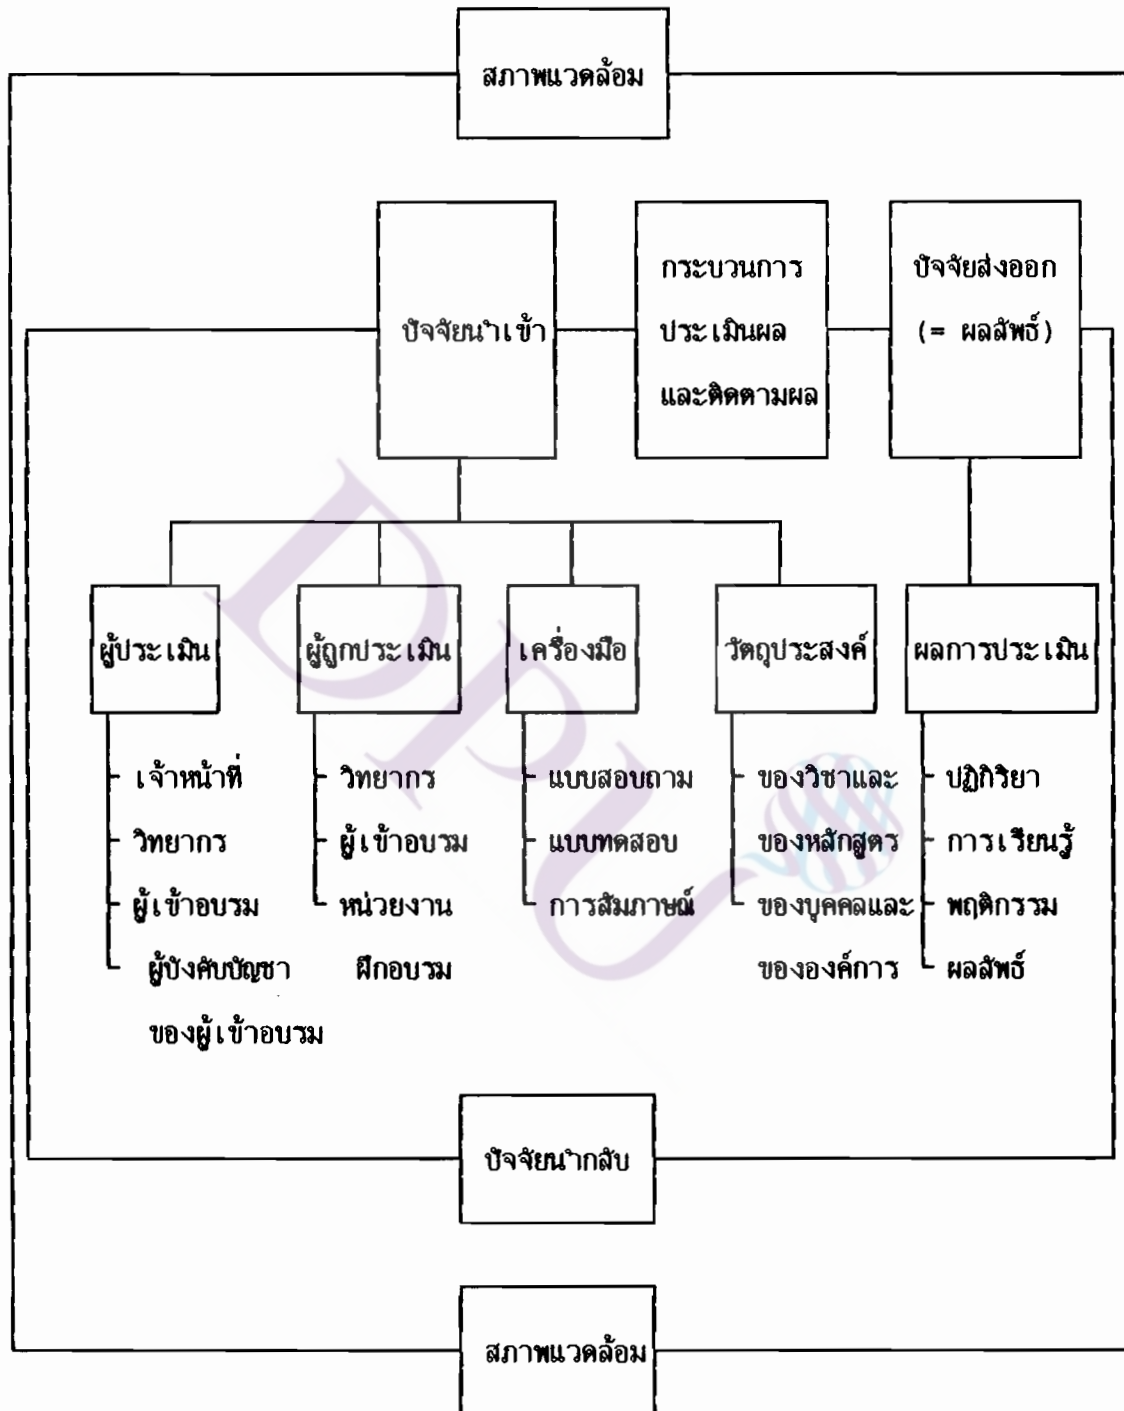 สภาพแวดล้อม
ปัจจัยนำเข้า
กระบวนการ
ประเมินผล
และติดตามผล
ปัจจัยส่งออก
(= ผลลัพธ์)
ผู้ประเมิน
ผู้ถูกประเมิน
เครื่องมือ
วัตถุประสงค์
ผลการประเมิน
เจ้าหน้าที่
วิทยากร
ผู้เข้าอบรม
ผู้บังคับบัญชา
ของผู้เข้าอบรม
วิทยากร
ผู้เข้าอบรม
หน่วยงาน
ฝึกอบรม
แบบสอบถาม
แบบทดสอบ
การสัมภาษณ์
ของวิชาและ
ของหลักสูตร
ของบุคคลและ
ขององค์การ
ปฏิกิริยา
การเรียนรู้
พฤติกรรม
ผลลัพธ์
ปัจจัยนำกลับ
สภาพแวดล้อม
DPU